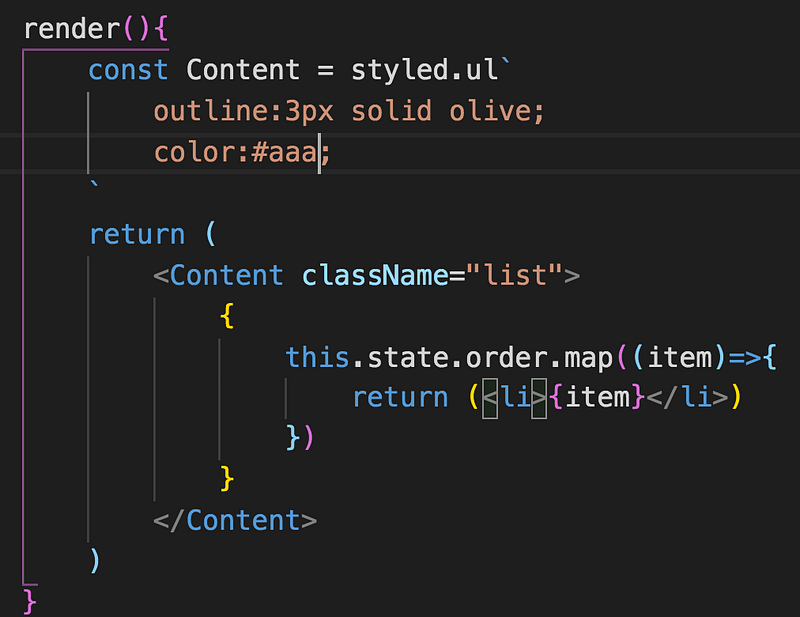 render(){
const Content = styled.ul`
outline:3px solid olive;
color:#aaa;
`
return (
<Content className="list">
{
this.state.order.map((item)=>{
return (<li>{item}</li>)
})
}
</Content>
)
}